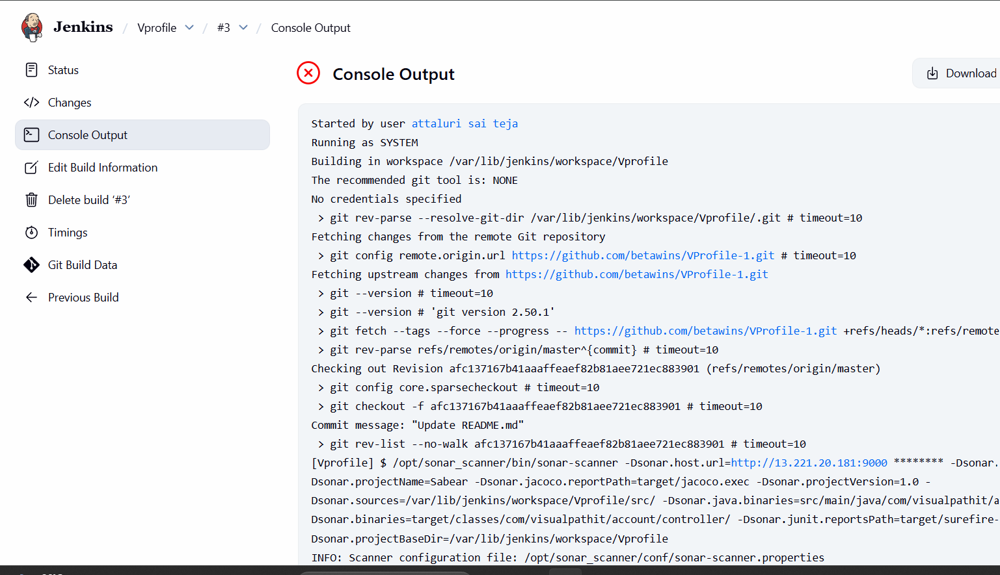 Jenkins / Vprofile / #3 / Console Output
Status
Changes
Console Output
Edit Build Information
Delete build ‘#3’
Timings
Git Build Data
Previous Build
Console Output
Download
Started by user attaluri sai teja
Running as SYSTEM
Building in workspace /var/lib/jenkins/workspace/Vprofile
The recommended git tool is: NONE
No credentials specified
> git rev-parse --resolve-git-dir /var/lib/jenkins/workspace/Vprofile/.git # timeout=10
Fetching changes from the remote Git repository
> git config remote.origin.url https://github.com/betawins/VProfile-1.git # timeout=10
Fetching upstream changes from https://github.com/betawins/VProfile-1.git
> git --version # timeout=10
> git --version # 'git version 2.50.1'
> git fetch --tags --force --progress -- https://github.com/betawins/VProfile-1.git +refs/heads/*:refs/remote
> git rev-parse refs/remotes/origin/master^{commit} # timeout=10
Checking out Revision afc137167b41aaaffeaef82b81aee721ec883901 (refs/remotes/origin/master)
> git config core.sparsecheckout # timeout=10
> git checkout -f afc137167b41aaaffeaef82b81aee721ec883901 # timeout=10
Commit message: "Update README.md"
> git rev-list --no-walk afc137167b41aaaffeaef82b81aee721ec883901 # timeout=10
[Vprofile] $ /opt/sonar_scanner/bin/sonar-scanner -Dsonar.host.url=http://13.221.20.181:9000 ******** -Dsonar.
Dsonar.projectName=Sabear -Dsonar.jacoco.reportPath=target/jacoco.exec -Dsonar.projectVersion=1.0 -
Dsonar.sources=/var/lib/jenkins/workspace/Vprofile/src/ -Dsonar.java.binaries=src/main/java/com/visualpathit/a
Dsonar.binaries=target/classes/com/visualpathit/account/controller/ -Dsonar.junit.reportsPath=target/surefire-
Dsonar.projectBaseDir=/var/lib/jenkins/workspace/Vprofile
INFO: Scanner configuration file: /opt/sonar_scanner/conf/sonar-scanner.properties